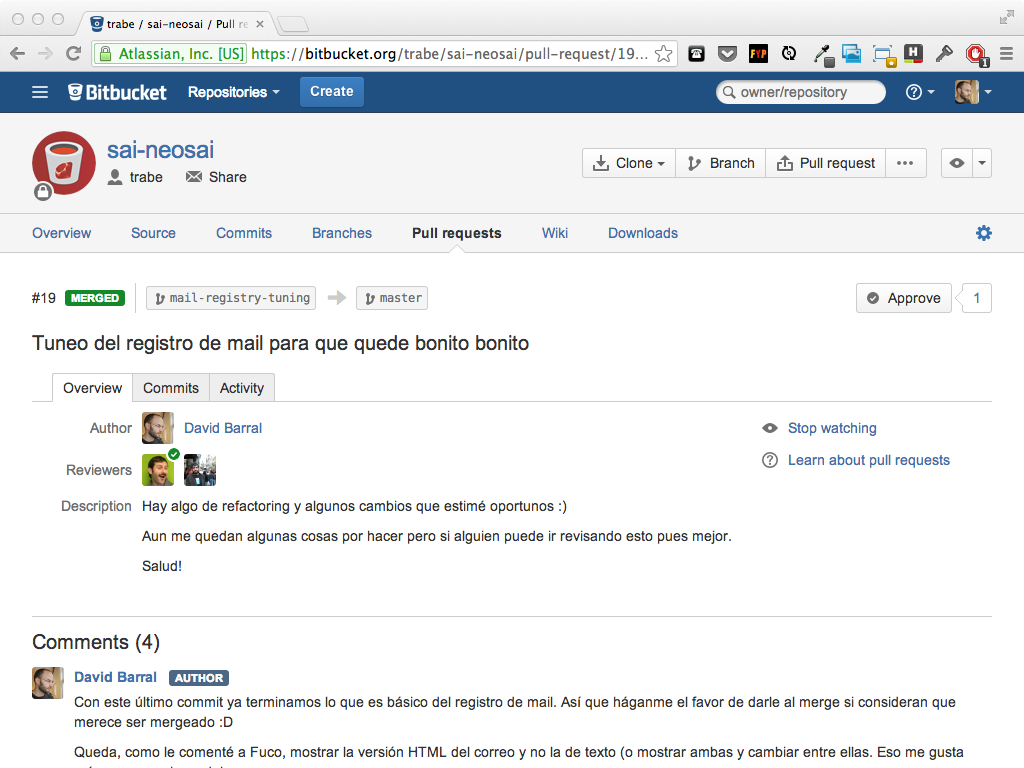 trabe / sai-neosai / Pull re
Atlassian, Inc. [US] https://bitbucket.org/trabe/sai-neosai/pull-request/19...
Bitbucket Repositories Create owner/repository
sai-neosai
trabe Share
Clone Branch Pull request
Overview Source Commits Branches Pull requests Wiki Downloads
#19 MERGED mail-registry-tuning master Approve 1
Tuneo del registro de mail para que quede bonito bonito
Overview Commits Activity
Author David Barral Stop watching
Reviewers Learn about pull requests
Description Hay algo de refactoring y algunos cambios que estimé oportunos :)
Aun me quedan algunas cosas por hacer pero si alguien puede ir revisando esto pues mejor.
Salud!
Comments (4)
David Barral AUTHOR
Con este último commit ya terminamos lo que es básico del registro de mail. Así que háganme el favor de darle al merge si consideran que
merece ser mergeado :D
Queda, como le comenté a Fuco, mostrar la versión HTML del correo y no la de texto (o mostrar ambas y cambiar entre ellas. Eso me gusta